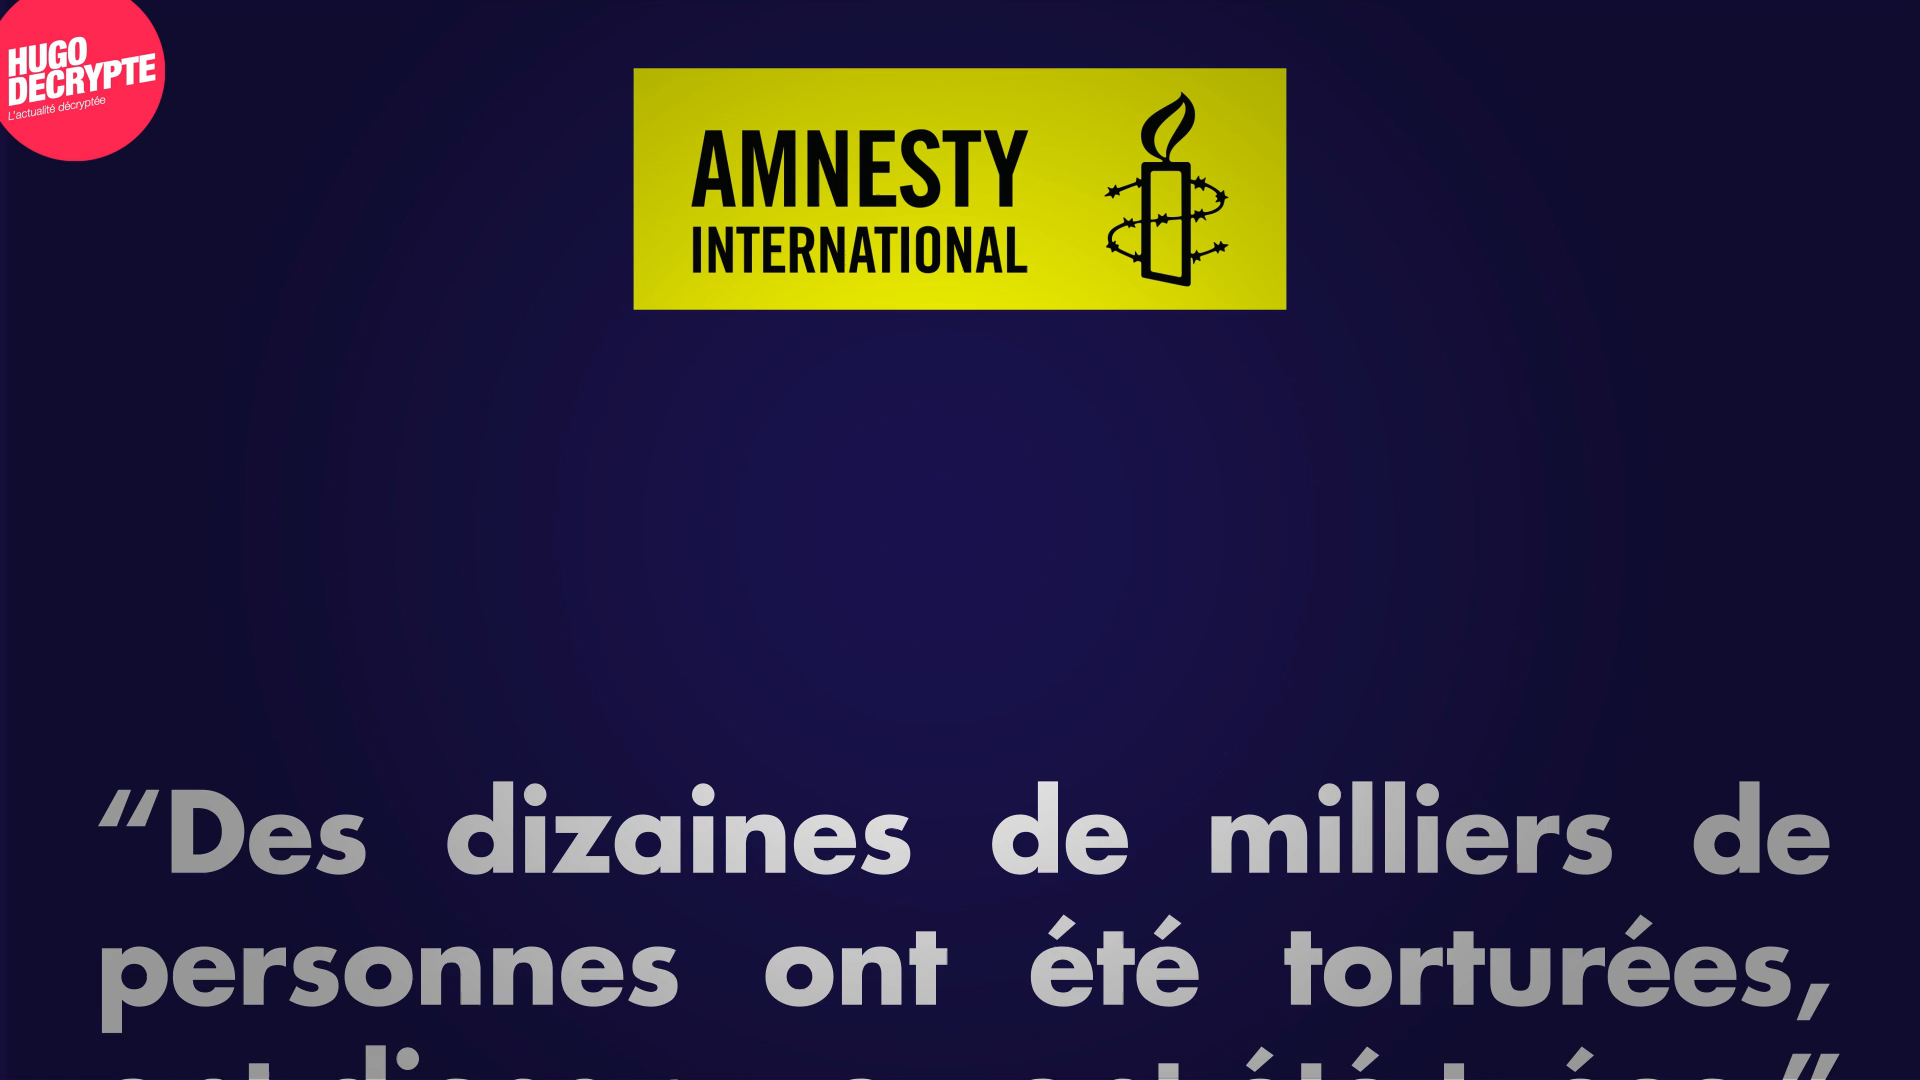 HUGO
DECRYPTE
L'actualité décryptée
AMNESTY
INTERNATIONAL
“Des dizaines de milliers de
personnes ont été torturées,